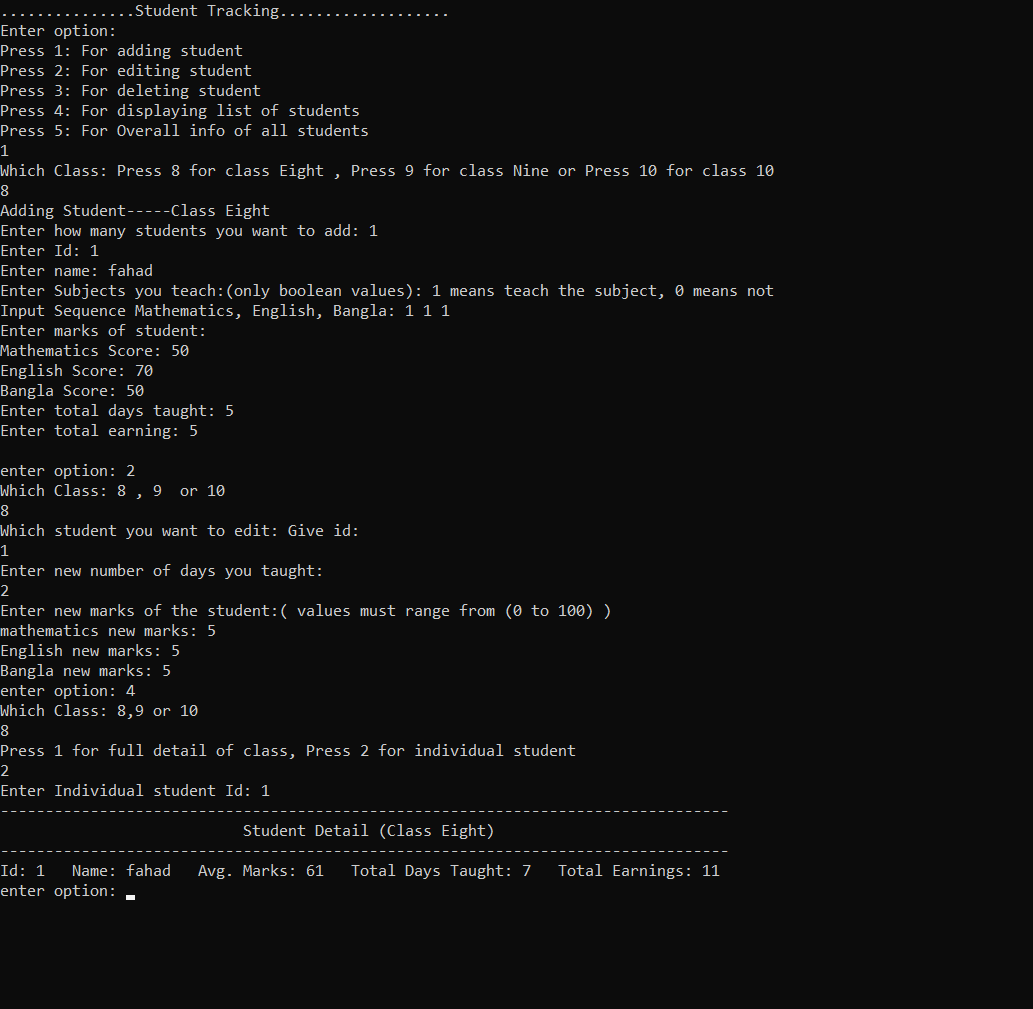 ...............Student Tracking...................
Enter option:
Press 1: For adding student
Press 2: For editing student
Press 3: For deleting student
Press 4: For displaying list of students
Press 5: For Overall info of all students
1
Which Class: Press 8 for class Eight , Press 9 for class Nine or Press 10 for class 10
8
Adding Student-----Class Eight
Enter how many students you want to add: 1
Enter Id: 1
Enter name: fahad
Enter Subjects you teach:(only boolean values): 1 means teach the subject, 0 means not
Input Sequence Mathematics, English, Bangla: 1 1 1
Enter marks of student:
Mathematics Score: 50
English Score: 70
Bangla Score: 50
Enter total days taught: 5
Enter total earning: 5

enter option: 2
Which Class: 8 , 9  or 10
8
Which student you want to edit: Give id:
1
Enter new number of days you taught:
2
Enter new marks of the student:( values must range from (0 to 100) )
mathematics new marks: 5
English new marks: 5
Bangla new marks: 5
enter option: 4
Which Class: 8,9 or 10
8
Press 1 for full detail of class, Press 2 for individual student
2
Enter Individual student Id: 1
---------------------------------------------------------------------------------
                           Student Detail (Class Eight)
---------------------------------------------------------------------------------
Id: 1   Name: fahad   Avg. Marks: 61   Total Days Taught: 7   Total Earnings: 11
enter option: